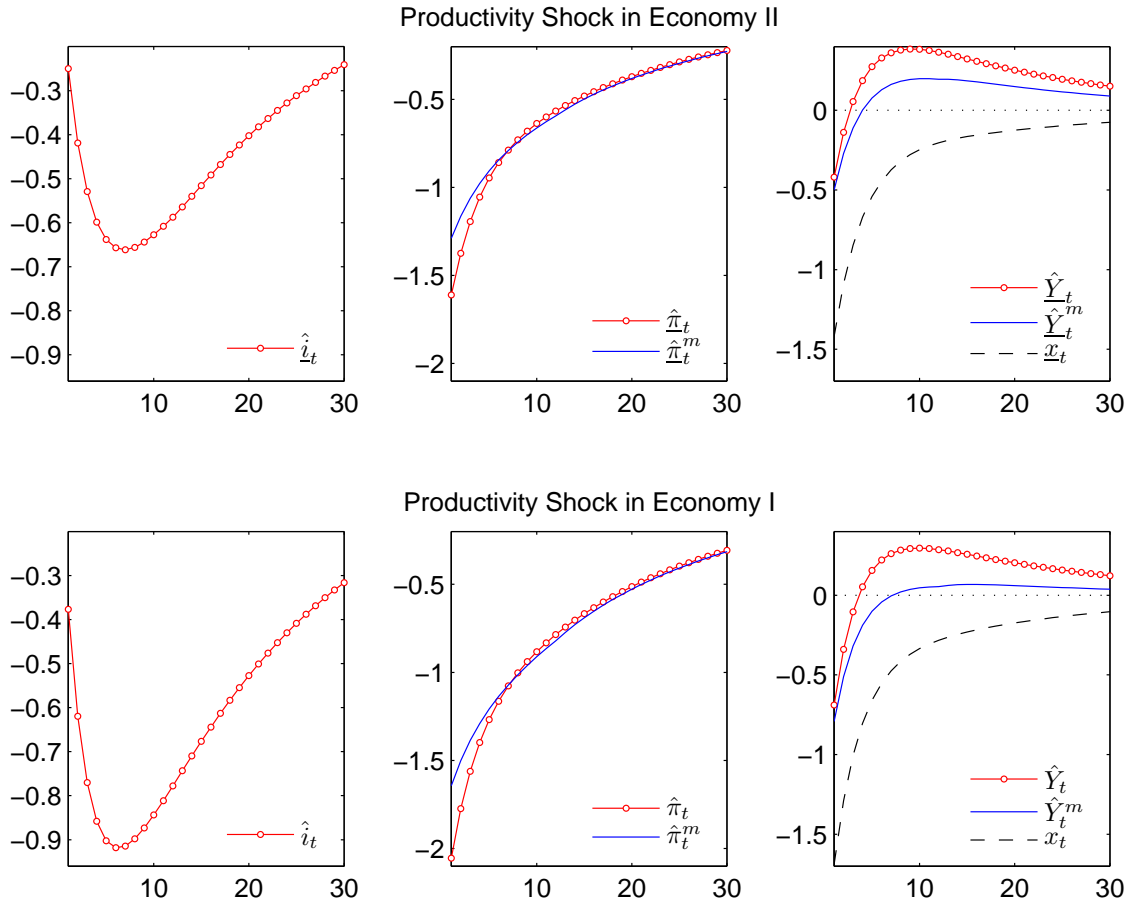 Productivity Shock in Economy II
−0.3
−0.4
−0.5
−0.6
−0.7
−0.8
−0.9
10 20 30
î̲_t
−0.5
−1
−1.5
−2
10 20 30
π̲̂_t
π̲̂_t^m
0
−0.5
−1
−1.5
10 20 30
Ŷ̲_t
Ŷ̲_t^m
x̲_t
Productivity Shock in Economy I
−0.3
−0.4
−0.5
−0.6
−0.7
−0.8
−0.9
10 20 30
î_t
−0.5
−1
−1.5
−2
10 20 30
π̂_t
π̂_t^m
0
−0.5
−1
−1.5
10 20 30
Ŷ_t
Ŷ_t^m
x_t